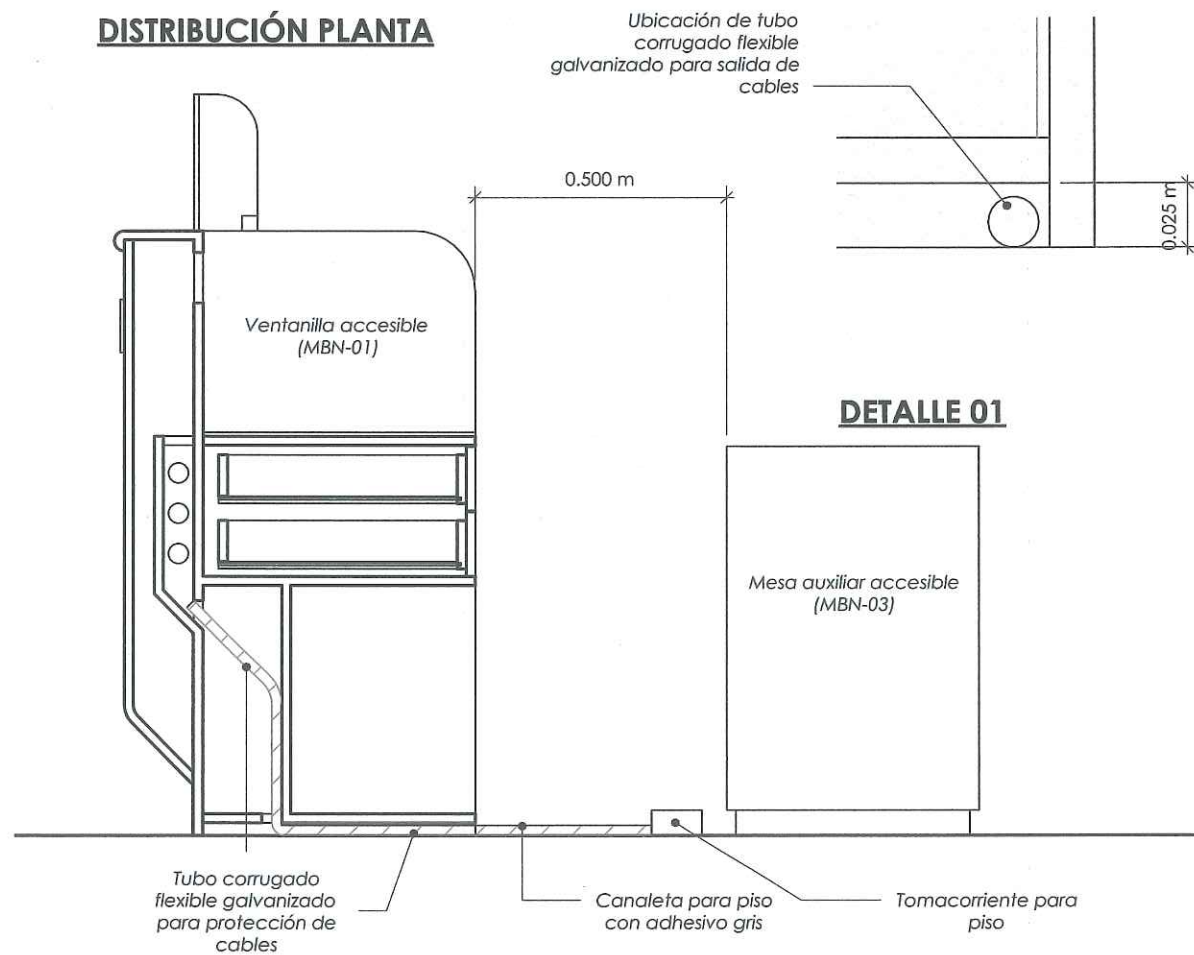 DISTRIBUCIÓN PLANTA
Ubicación de tubo
corrugado flexible
galvanizado para salida de
cables
0.500 m
0.025 m
Ventanilla accesible
(MBN-01)
DETALLE 01
Mesa auxiliar accesible
(MBN-03)
Tubo corrugado
flexible galvanizado
para protección de
cables
Canaleta para piso
con adhesivo gris
Tomacorriente para
piso